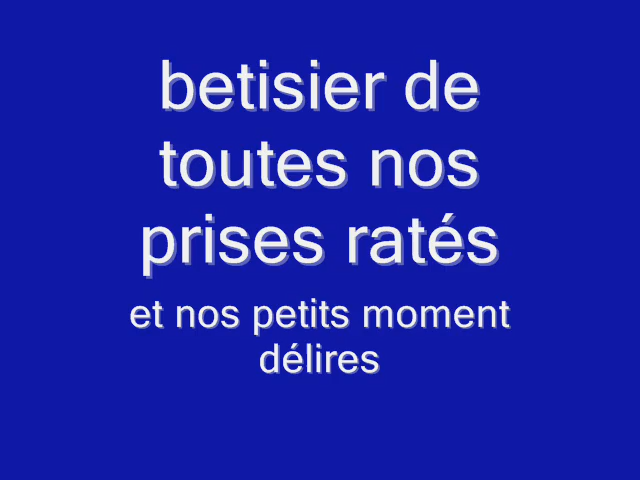 betisier de
toutes nos
prises ratés
et nos petits moment
délires